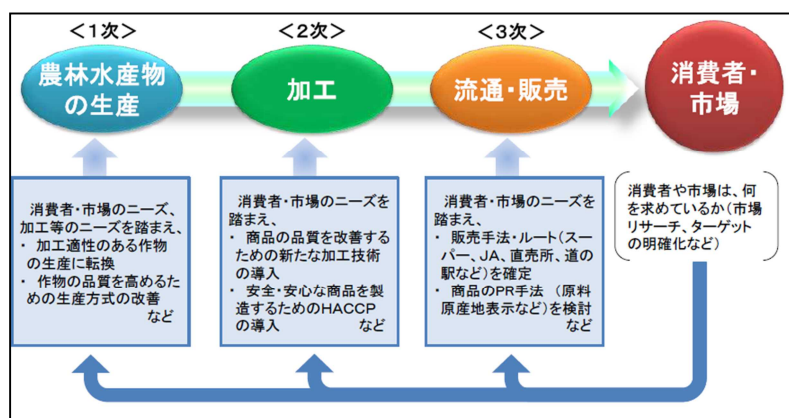 <1次>
<2次>
<3次>
農林水産物
の生産
加工
流通・販売
消費者・
市場
消費者・市場のニーズ、
加工等のニーズを踏まえ、
・ 加工適性のある作物
の生産に転換
・ 作物の品質を高めるた
めの生産方式の改善
など
消費者・市場のニーズを
踏まえ、
・ 商品の品質を改善する
ための新たな加工技術
の導入
・ 安全・安心な商品を製
造するためのHACCP
の導入 など
消費者・市場のニーズを
踏まえ、
・ 販売手法・ルート(スー
パー、JA、直売所、道の
駅など)を確定
・ 商品のPR手法 (原料
原産地表示など)を検討
など
消費者や市場は、何
を求めているか(市場
リサーチ、ターゲット
の明確化など)